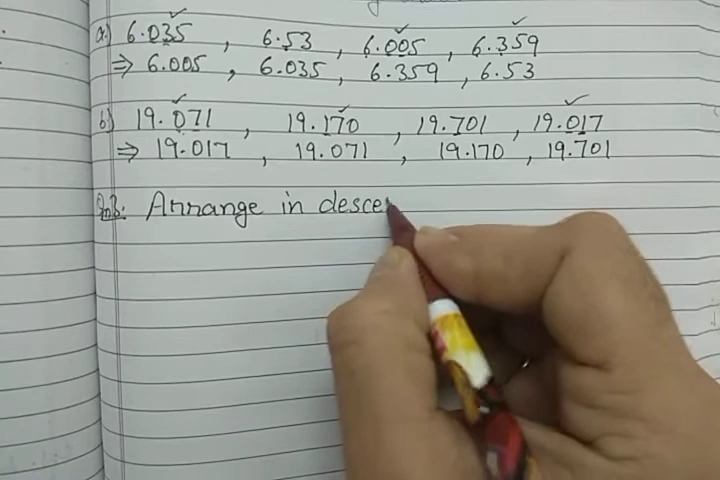 a.) 6.035 , 6.53 , 6.005 , 6.359
⇒ 6.005 , 6.035 , 6.359 , 6.53
b) 19.071 , 19.170 , 19.701 , 19.017
⇒ 19.017 , 19.071 , 19.170 , 19.701
Qn3: Arrange in desce